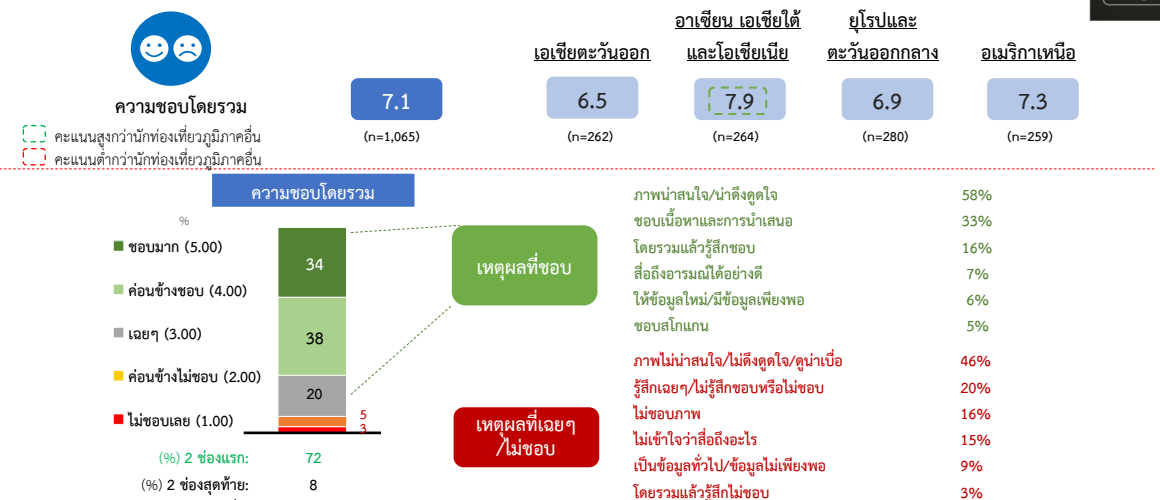 อาเซียน เอเชียใต้
และโอเชียเนีย
ยุโรปและ
ตะวันออกกลาง
เอเชียตะวันออก
อเมริกาเหนือ
ความชอบโดยรวม
7.1
6.5
7.9
6.9
7.3
(n=1,065)
(n=262)
(n=264)
(n=280)
(n=259)
คะแนนสูงกว่านักท่องเที่ยวภูมิภาคอื่น
คะแนนต่ำกว่านักท่องเที่ยวภูมิภาคอื่น
ความชอบโดยรวม
%
ชอบมาก (5.00)
ค่อนข้างชอบ (4.00)
เฉยๆ (3.00)
ค่อนข้างไม่ชอบ (2.00)
ไม่ชอบเลย (1.00)
34
38
20
5
3
(%) 2 ช่องแรก: 72
(%) 2 ช่องสุดท้าย: 8
เหตุผลที่ชอบ
ภาพน่าสนใจ/น่าดึงดูดใจ 58%
ชอบเนื้อหาและการนำเสนอ 33%
โดยรวมแล้วรู้สึกชอบ 16%
สื่อถึงอารมณ์ได้อย่างดี 7%
ให้ข้อมูลใหม่/มีข้อมูลเพียงพอ 6%
ชอบสโกแกน 5%
เหตุผลที่เฉยๆ
/ไม่ชอบ
ภาพไม่น่าสนใจ/ไม่ดึงดูดใจ/ดูน่าเบื่อ 46%
รู้สึกเฉยๆ/ไม่รู้สึกชอบหรือไม่ชอบ 20%
ไม่ชอบภาพ 16%
ไม่เข้าใจว่าสื่อถึงอะไร 15%
เป็นข้อมูลทั่วไป/ข้อมูลไม่เพียงพอ 9%
โดยรวมแล้วรู้สึกไม่ชอบ 3%